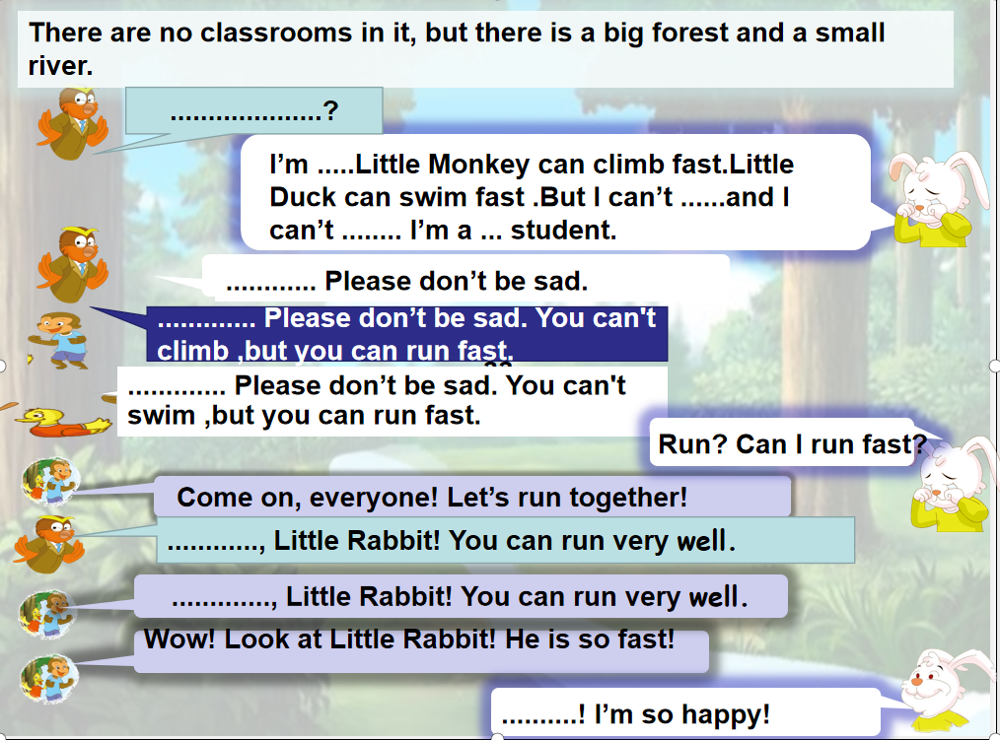 There are no classrooms in it, but there is a big forest and a small
river.
....................?
I’m .....Little Monkey can climb fast.Little
Duck can swim fast .But I can’t ......and I
can’t ........ I’m a ... student.
............ Please don’t be sad.
............. Please don’t be sad. You can't
climb ,but you can run fast.
............. Please don’t be sad. You can't
swim ,but you can run fast.
Run? Can I run fast?
Come on, everyone! Let’s run together!
............, Little Rabbit! You can run very well.
............., Little Rabbit! You can run very well.
Wow! Look at Little Rabbit! He is so fast!
..........! I’m so happy!